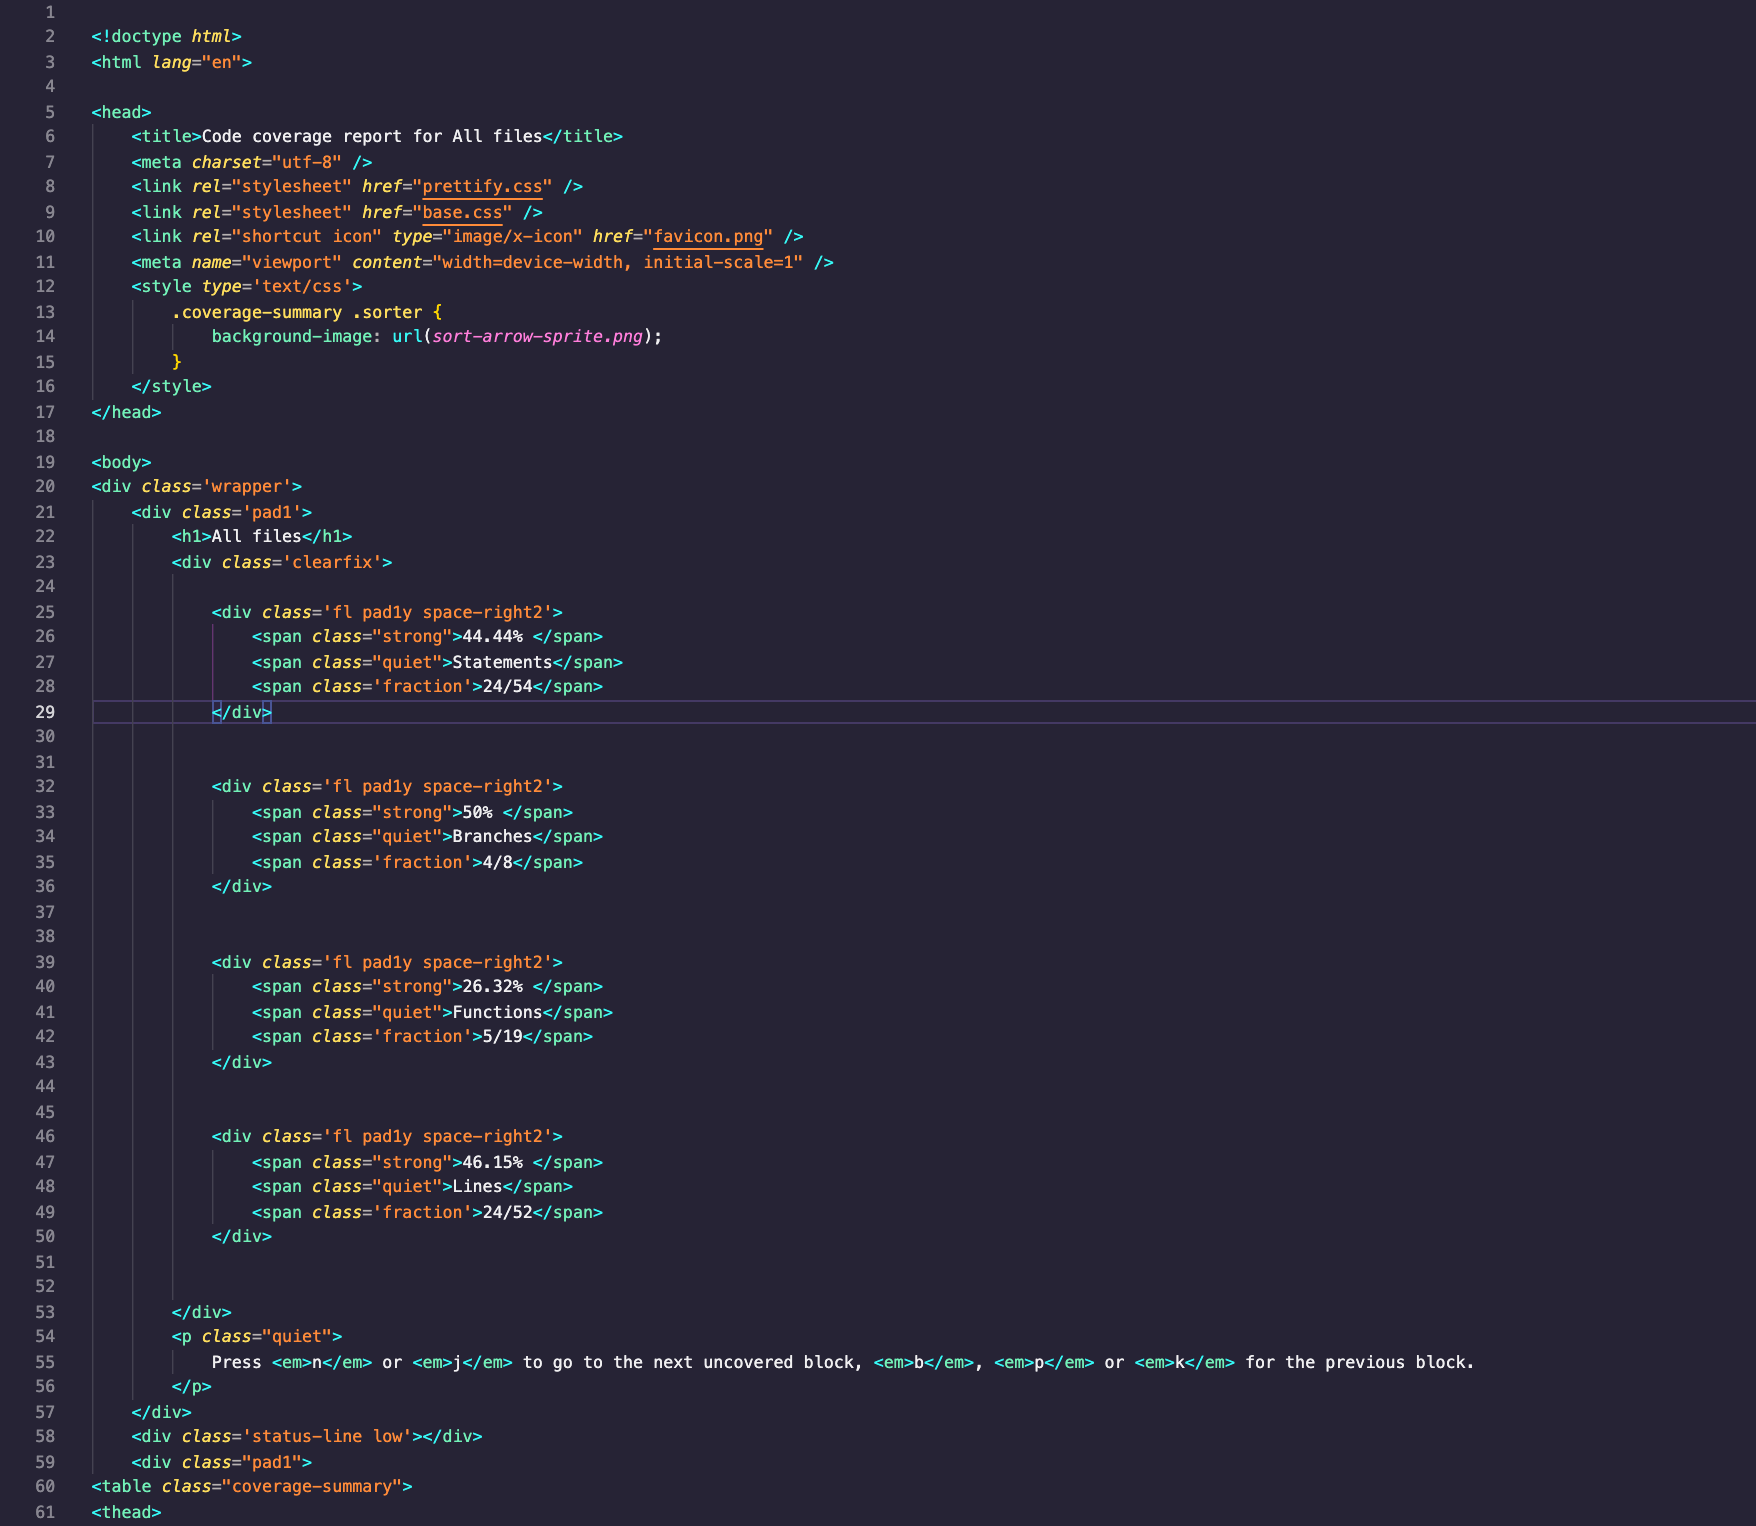 1
2 <!doctype html>
3 <html lang="en">
4
5 <head>
6     <title>Code coverage report for All files</title>
7     <meta charset="utf-8" />
8     <link rel="stylesheet" href="prettify.css" />
9     <link rel="stylesheet" href="base.css" />
10     <link rel="shortcut icon" type="image/x-icon" href="favicon.png" />
11     <meta name="viewport" content="width=device-width, initial-scale=1" />
12     <style type='text/css'>
13         .coverage-summary .sorter {
14             background-image: url(sort-arrow-sprite.png);
15         }
16     </style>
17 </head>
18
19 <body>
20 <div class='wrapper'>
21     <div class='pad1'>
22         <h1>All files</h1>
23         <div class='clearfix'>
24
25             <div class='fl pad1y space-right2'>
26                 <span class="strong">44.44% </span>
27                 <span class="quiet">Statements</span>
28                 <span class='fraction'>24/54</span>
29             </div>
30
31
32             <div class='fl pad1y space-right2'>
33                 <span class="strong">50% </span>
34                 <span class="quiet">Branches</span>
35                 <span class='fraction'>4/8</span>
36             </div>
37
38
39             <div class='fl pad1y space-right2'>
40                 <span class="strong">26.32% </span>
41                 <span class="quiet">Functions</span>
42                 <span class='fraction'>5/19</span>
43             </div>
44
45
46             <div class='fl pad1y space-right2'>
47                 <span class="strong">46.15% </span>
48                 <span class="quiet">Lines</span>
49                 <span class='fraction'>24/52</span>
50             </div>
51
52
53         </div>
54         <p class="quiet">
55             Press <em>n</em> or <em>j</em> to go to the next uncovered block, <em>b</em>, <em>p</em> or <em>k</em> for the previous block.
56         </p>
57     </div>
58     <div class='status-line low'></div>
59     <div class="pad1">
60 <table class="coverage-summary">
61 <thead>